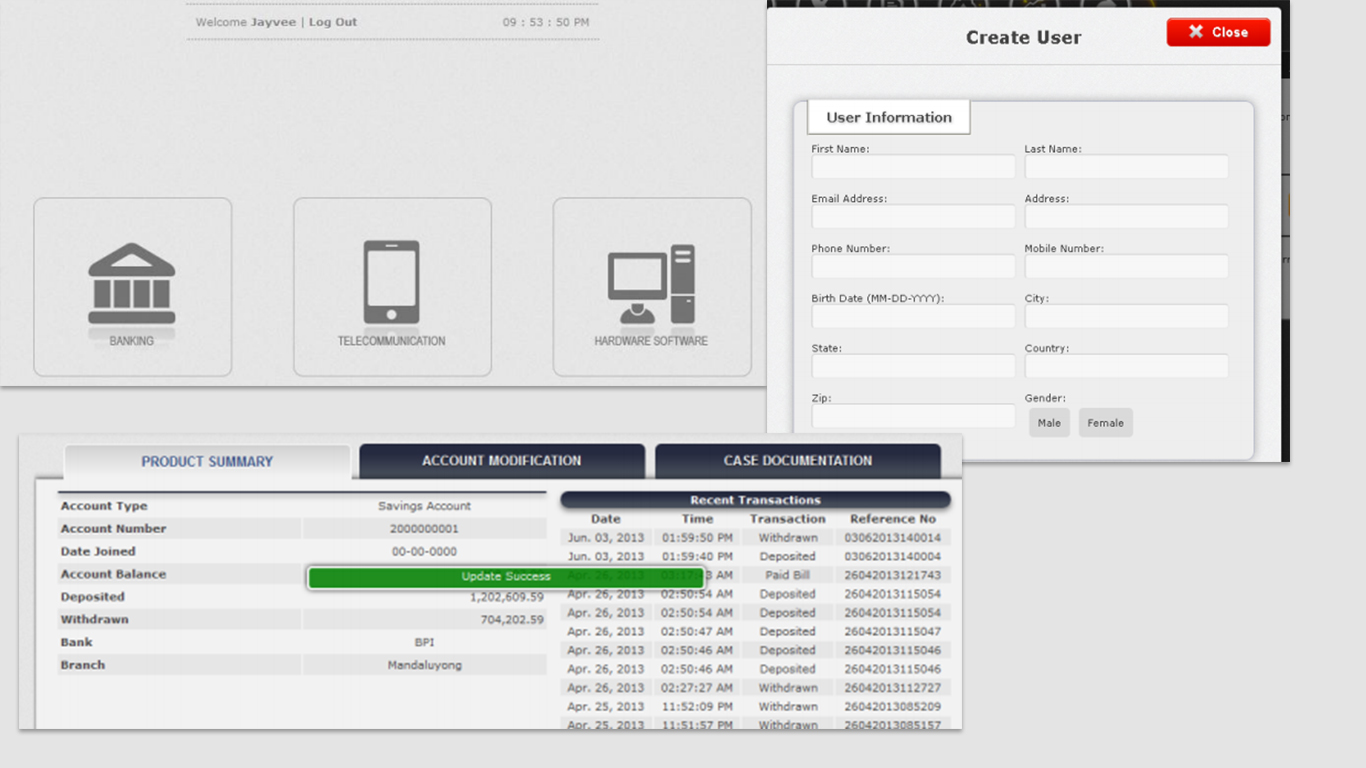 Welcome Jayvee | Log Out
09 : 53 : 50 PM
BANKING
TELECOMMUNICATION
HARDWARE SOFTWARE
Create User
Close
User Information
First Name:
Last Name:
Email Address:
Address:
Phone Number:
Mobile Number:
Birth Date (MM-DD-YYYY):
City:
State:
Country:
Zip:
Gender:
Male
Female
PRODUCT SUMMARY
ACCOUNT MODIFICATION
CASE DOCUMENTATION
Account Type Savings Account
Account Number 2000000001
Date Joined 00-00-0000
Account Balance
Update Success
Deposited 1,202,609.59
Withdrawn 704,202.59
Bank BPI
Branch Mandaluyong
Recent Transactions
Date Time Transaction Reference No
Jun. 03, 2013 01:59:50 PM Withdrawn 03062013140014
Jun. 03, 2013 01:59:40 PM Deposited 03062013140004
Apr. 26, 2013 03:17:43 AM Paid Bill 26042013121743
Apr. 26, 2013 02:50:54 AM Deposited 26042013115054
Apr. 26, 2013 02:50:54 AM Deposited 26042013115054
Apr. 26, 2013 02:50:47 AM Deposited 26042013115047
Apr. 26, 2013 02:50:46 AM Deposited 26042013115046
Apr. 26, 2013 02:50:46 AM Deposited 26042013115046
Apr. 26, 2013 02:27:27 AM Withdrawn 26042013112727
Apr. 25, 2013 11:52:09 PM Withdrawn 26042013085209
Apr. 25, 2013 11:51:57 PM Withdrawn 26042013085157